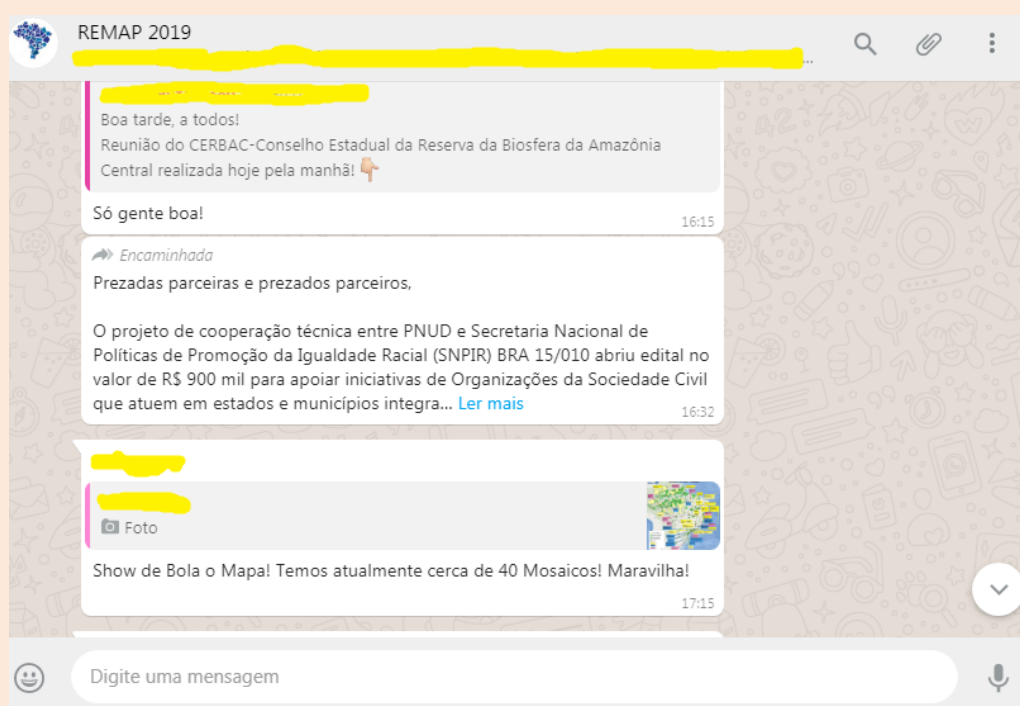 REMAP 2019
...
Boa tarde, a todos!
Reunião do CERBAC-Conselho Estadual da Reserva da Biosfera da Amazônia
Central realizada hoje pela manhã! 👇🏼
Só gente boa!
16:15
Encaminhada
Prezadas parceiras e prezados parceiros,
O projeto de cooperação técnica entre PNUD e Secretaria Nacional de
Políticas de Promoção da Igualdade Racial (SNPIR) BRA 15/010 abriu edital no
valor de R$ 900 mil para apoiar iniciativas de Organizações da Sociedade Civil
que atuem em estados e municípios integra... Ler mais
16:32
Foto
Show de Bola o Mapa! Temos atualmente cerca de 40 Mosaicos! Maravilha!
17:15
Digite uma mensagem